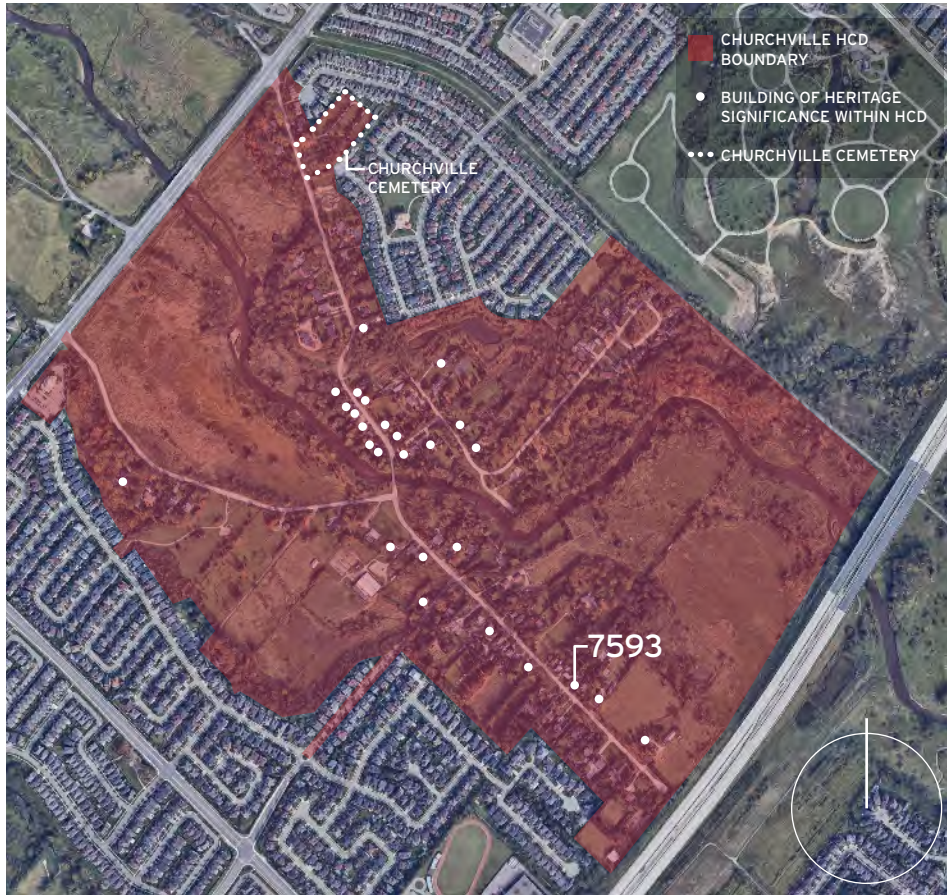 CHURCHVILLE HCD
BOUNDARY
BUILDING OF HERITAGE
SIGNIFICANCE WITHIN HCD
CHURCHVILLE CEMETERY
CHURCHVILLE
CEMETERY
7593